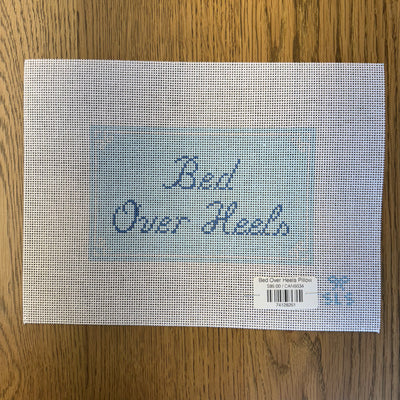 Bed
Over Heels
Bed Over Heels Pillow
SLS